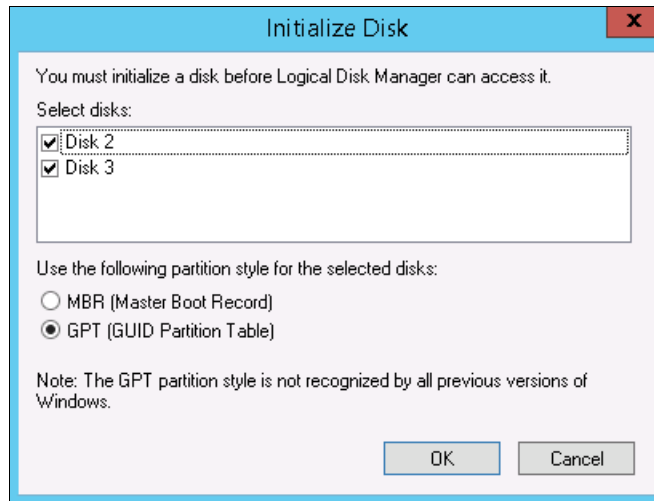 Initialize Disk
x
You must initialize a disk before Logical Disk Manager can access it.
Select disks:
Disk 2
Disk 3
Use the following partition style for the selected disks:
MBR (Master Boot Record)
GPT (GUID Partition Table)
Note: The GPT partition style is not recognized by all previous versions of
Windows.
OK
Cancel